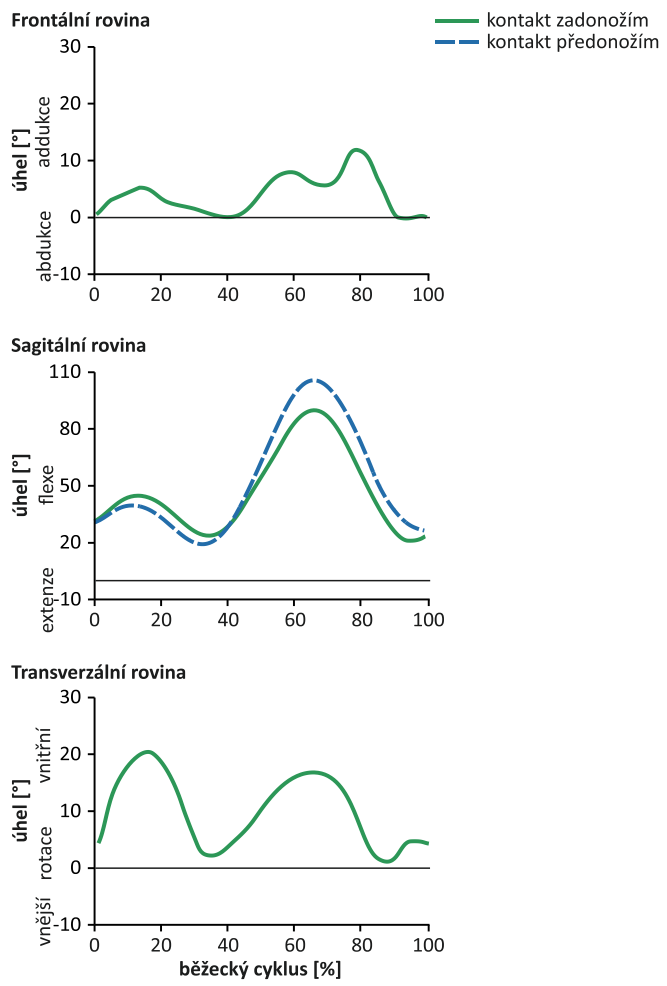 Frontální rovina
kontakt zadonožím
kontakt předonožím
30
20
10
0
-10
úhel [°]
addukce
abdukce
0 20 40 60 80 100
Sagitální rovina
110
80
50
20
-10
úhel [°]
flexe
extenze
0 20 40 60 80 100
Transverzální rovina
30
20
10
0
-10
úhel [°]
vnitřní
rotace
vnější
0 20 40 60 80 100
běžecký cyklus [%]